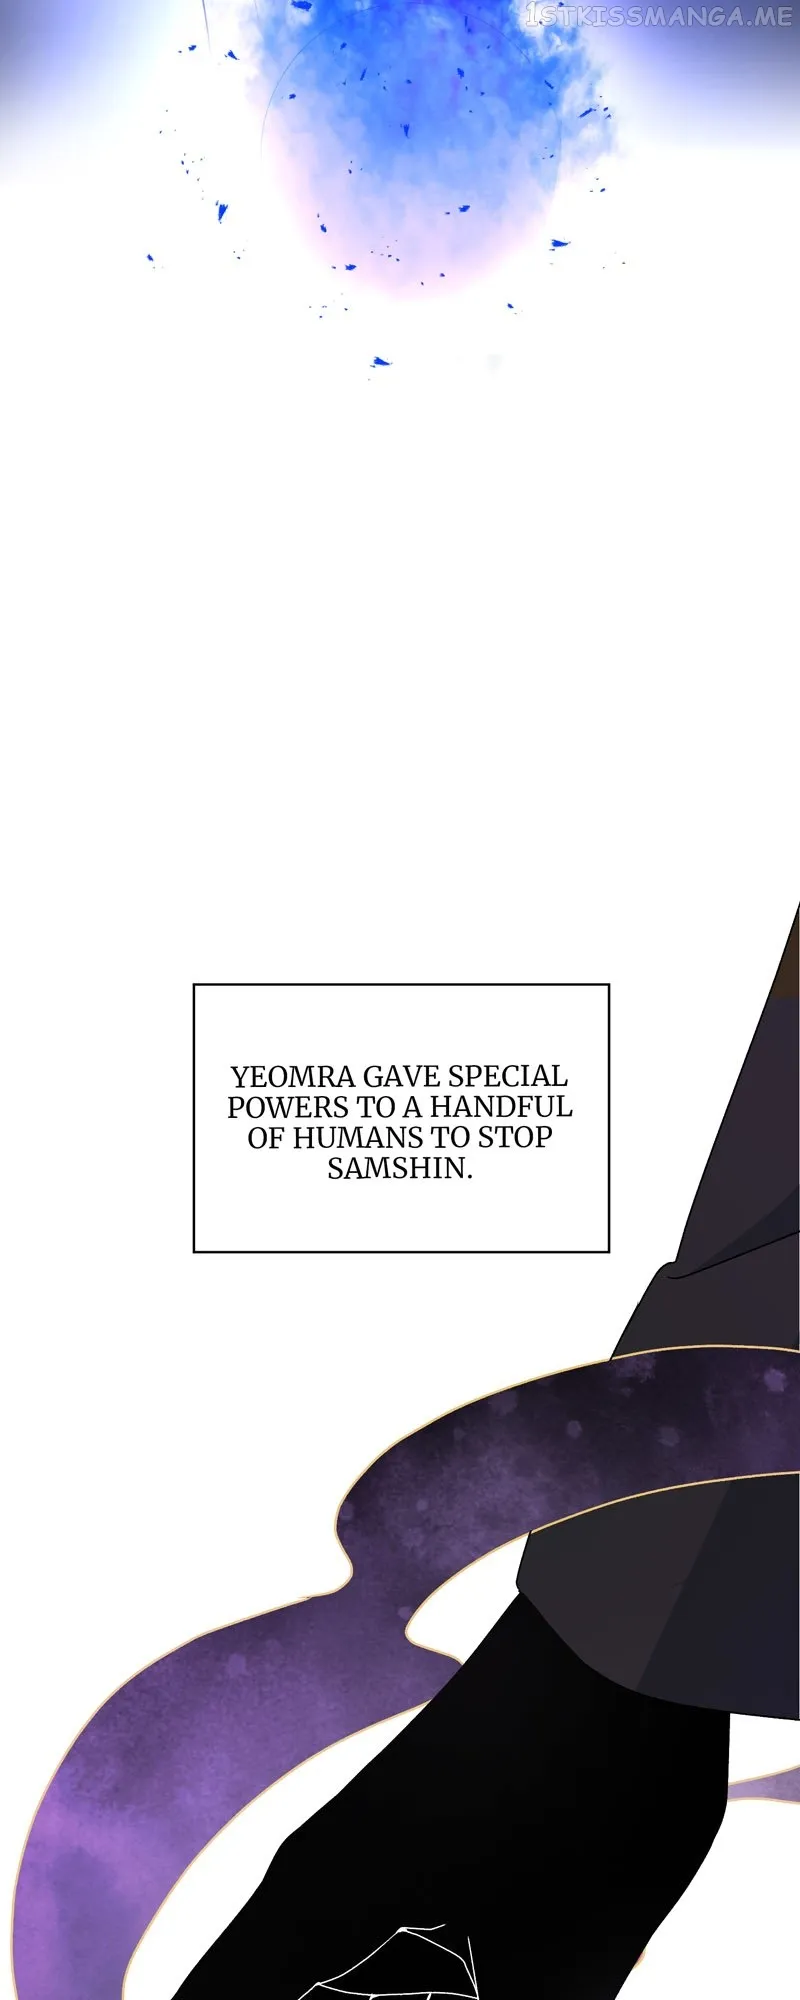 1STKISSMANGA.ME
YEOMRA GAVE SPECIAL
POWERS TO A HANDFUL
OF HUMANS TO STOP
SAMSHIN.